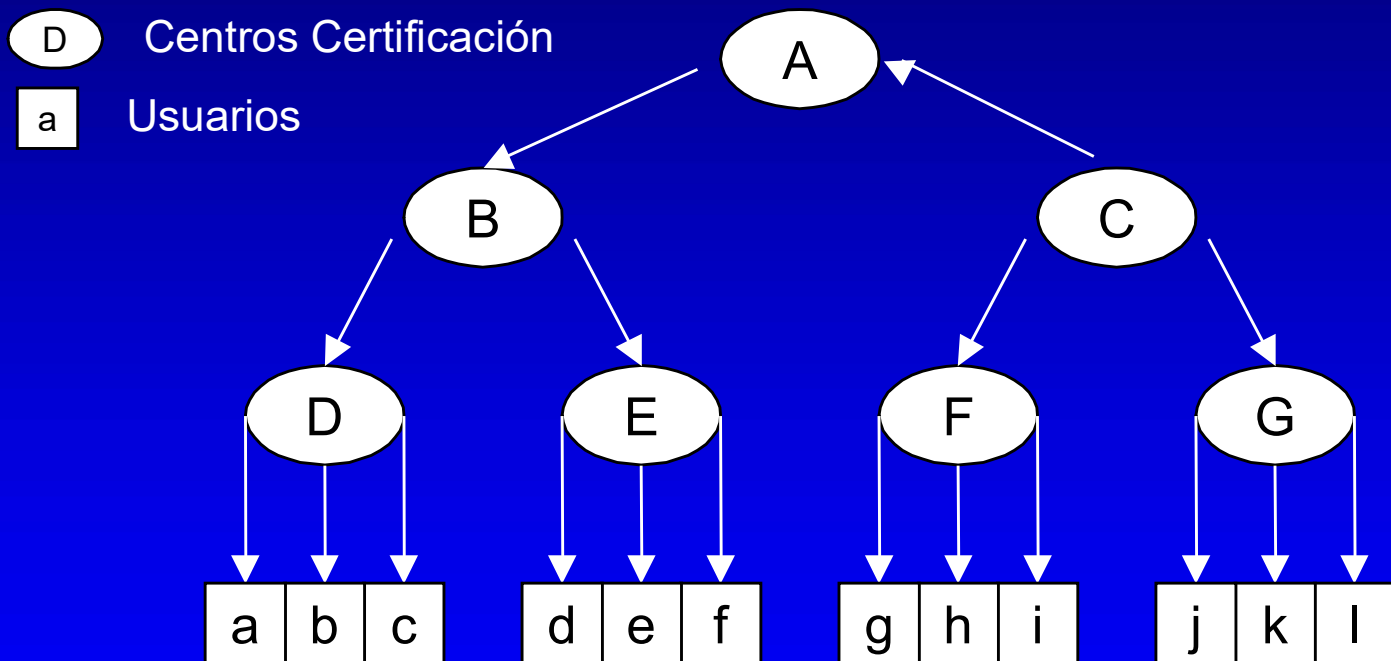 D Centros Certificación
a Usuarios
A
B C
D E F G
a b c d e f g h i j k l